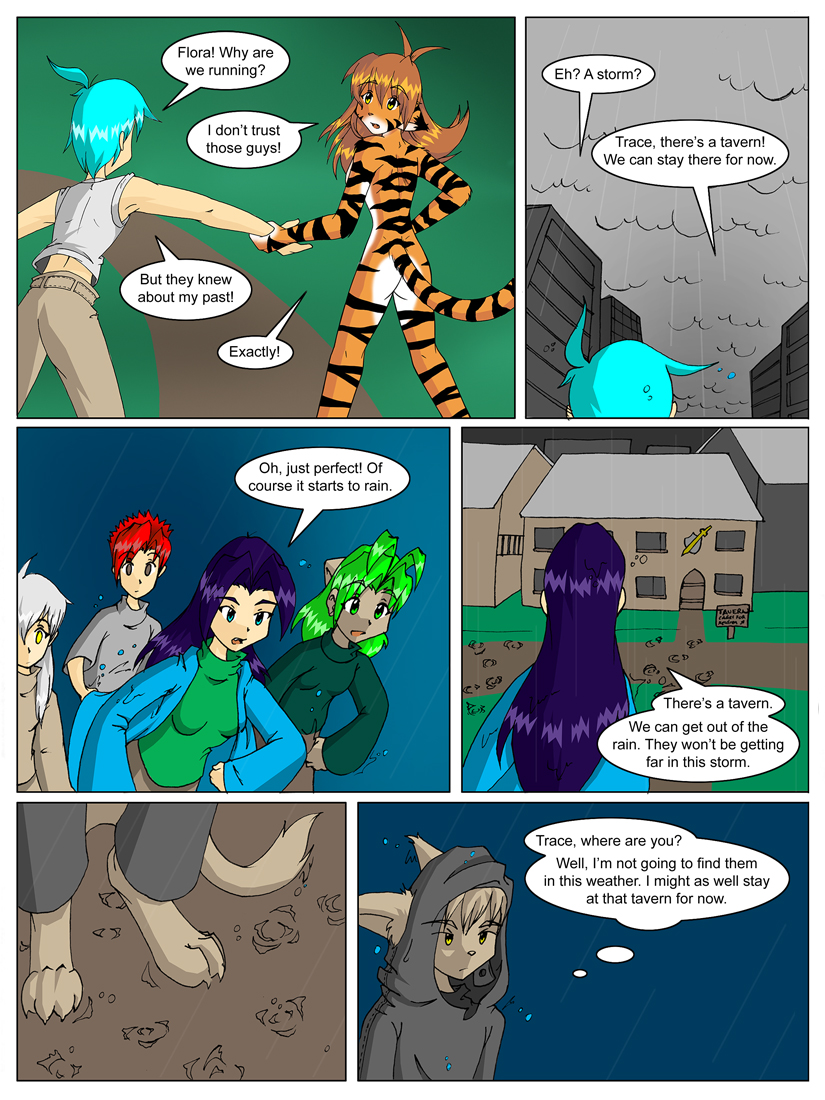 Flora! Why are
we running?
I don't trust
those guys!
But they knew
about my past!
Exactly!
Eh? A storm?
Trace, there's a tavern!
We can stay there for now.
Oh, just perfect! Of
course it starts to rain.
TAVERN
There's a tavern.
We can get out of the
rain. They won't be getting
far in this storm.
Trace, where are you?
Well, I'm not going to find them
in this weather. I might as well stay
at that tavern for now.